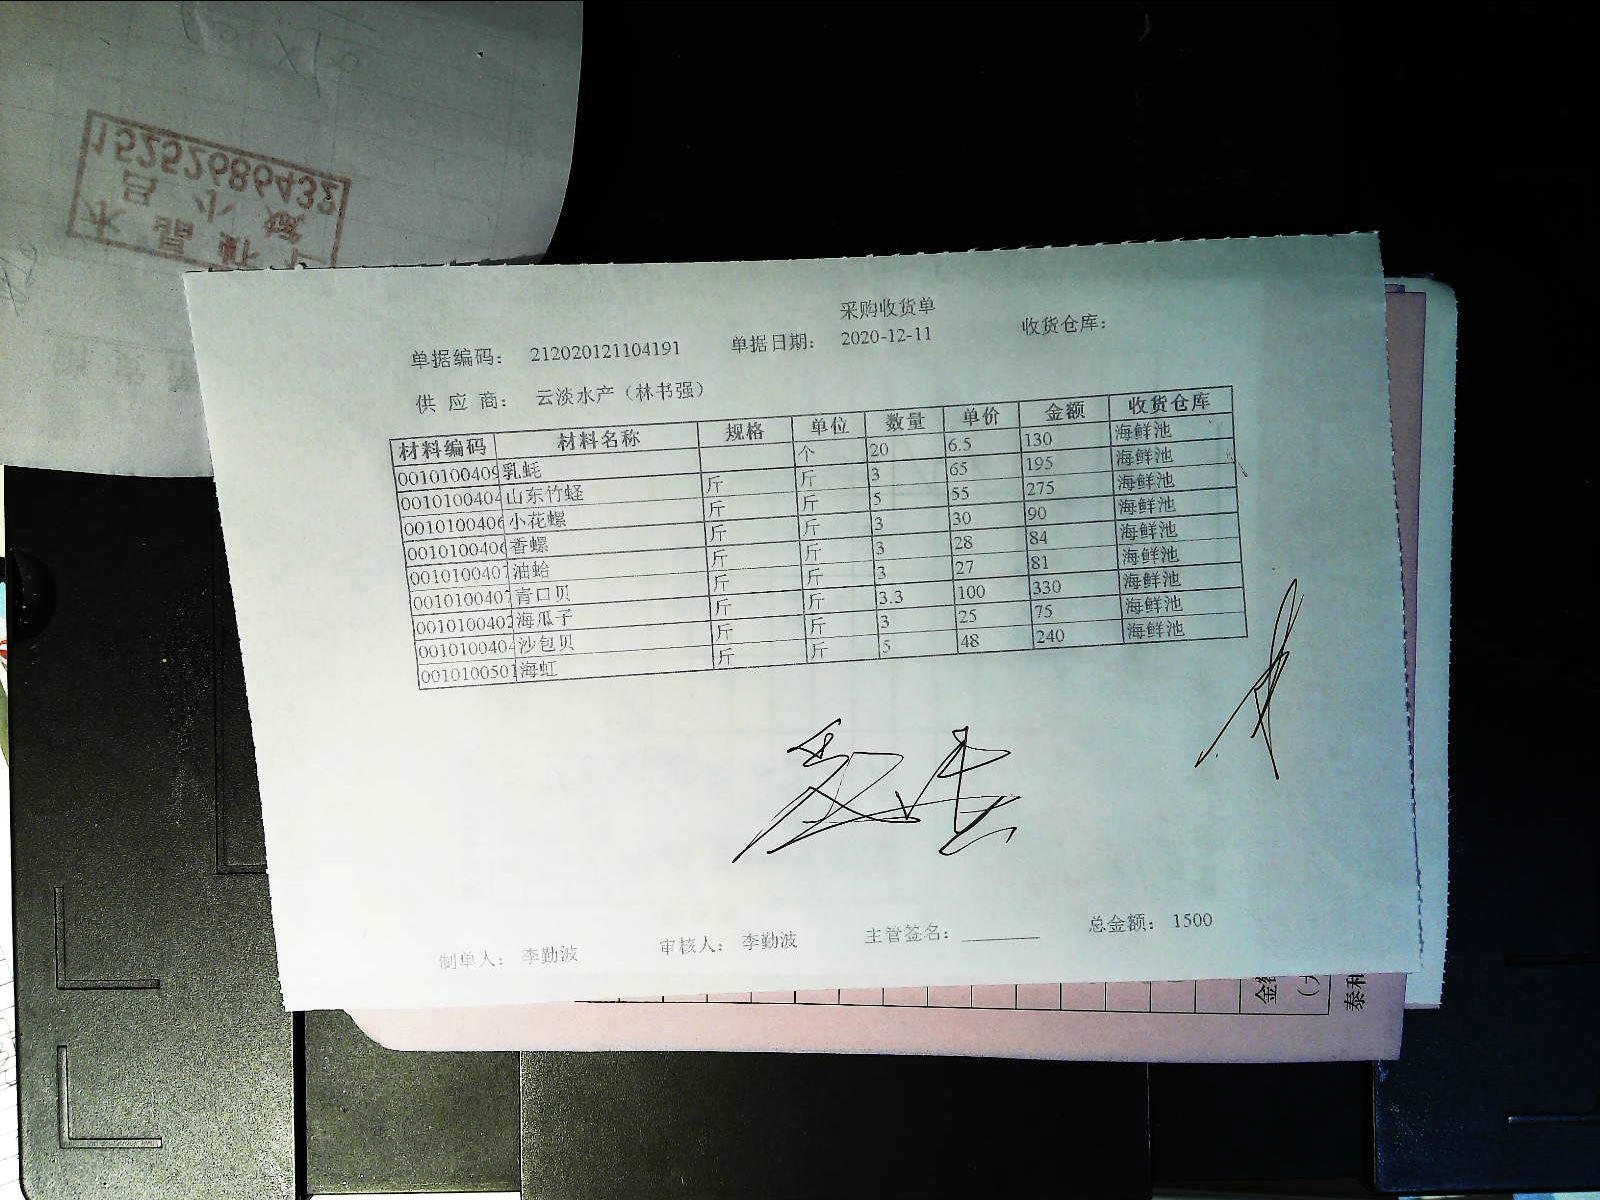 15252686432
采购收货单
单据编码： 212020121104191 单据日期： 2020-12-11 收货仓库：
供 应 商： 云淡水产（林书强）
材料编码 材料名称 规格 单位 数量 单价 金额 收货仓库
0010100409 乳蚝 个 20 6.5 130 海鲜池
0010100404 山东竹蛏 斤 斤 3 65 195 海鲜池
0010100406 小花螺 斤 斤 5 55 275 海鲜池
0010100406 香螺 斤 斤 3 30 90 海鲜池
0010100407 油蛤 斤 斤 3 28 84 海鲜池
0010100407 青口贝 斤 斤 3 27 81 海鲜池
0010100402 海瓜子 斤 斤 3.3 100 330 海鲜池
0010100404 沙包贝 斤 斤 3 25 75 海鲜池
0010100501 海虹 斤 斤 5 48 240 海鲜池
制单人： 李勤波 审核人： 李勤波 主管签名： 总金额： 1500